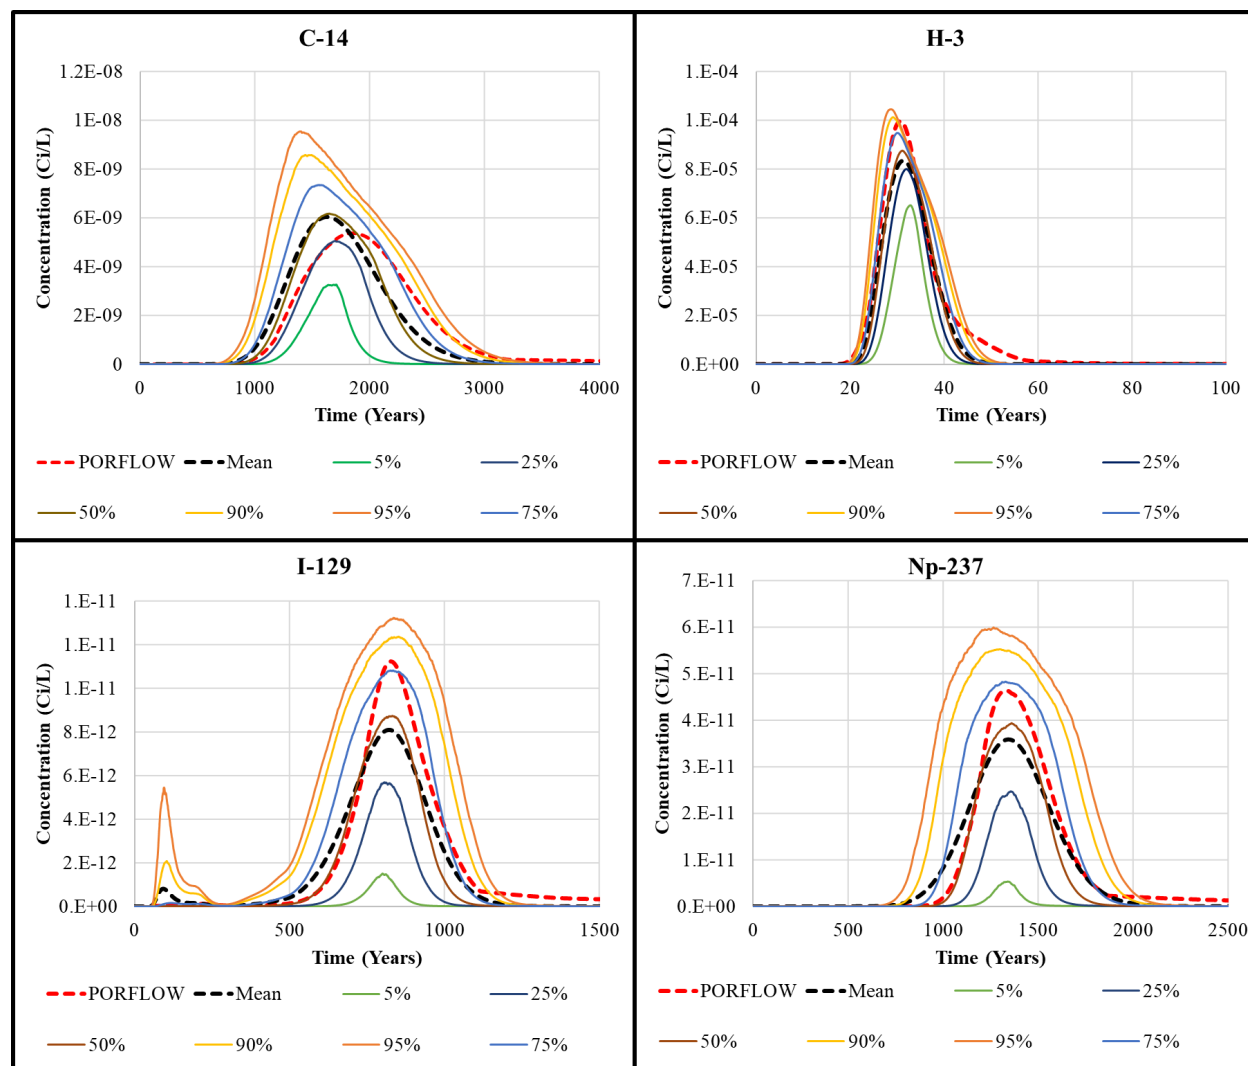 C-14
1.2E-08
1E-08
8E-09
6E-09
4E-09
2E-09
0
Concentration (Ci/L)
0 1000 2000 3000 4000
Time (Years)
PORFLOW Mean 5% 25%
50% 90% 95% 75%
H-3
1.E-04
1.E-04
8.E-05
6.E-05
4.E-05
2.E-05
0.E+00
Concentration (Ci/L)
0 20 40 60 80 100
Time (Years)
PORFLOW Mean 5% 25%
50% 90% 95% 75%
I-129
1.E-11
1.E-11
1.E-11
8.E-12
6.E-12
4.E-12
2.E-12
0.E+00
Concentration (Ci/L)
0 500 1000 1500
Time (Years)
PORFLOW Mean 5% 25%
50% 90% 95% 75%
Np-237
7.E-11
6.E-11
5.E-11
4.E-11
3.E-11
2.E-11
1.E-11
0.E+00
Concentration (Ci/L)
0 500 1000 1500 2000 2500
Time (Years)
PORFLOW Mean 5% 25%
50% 90% 95% 75%